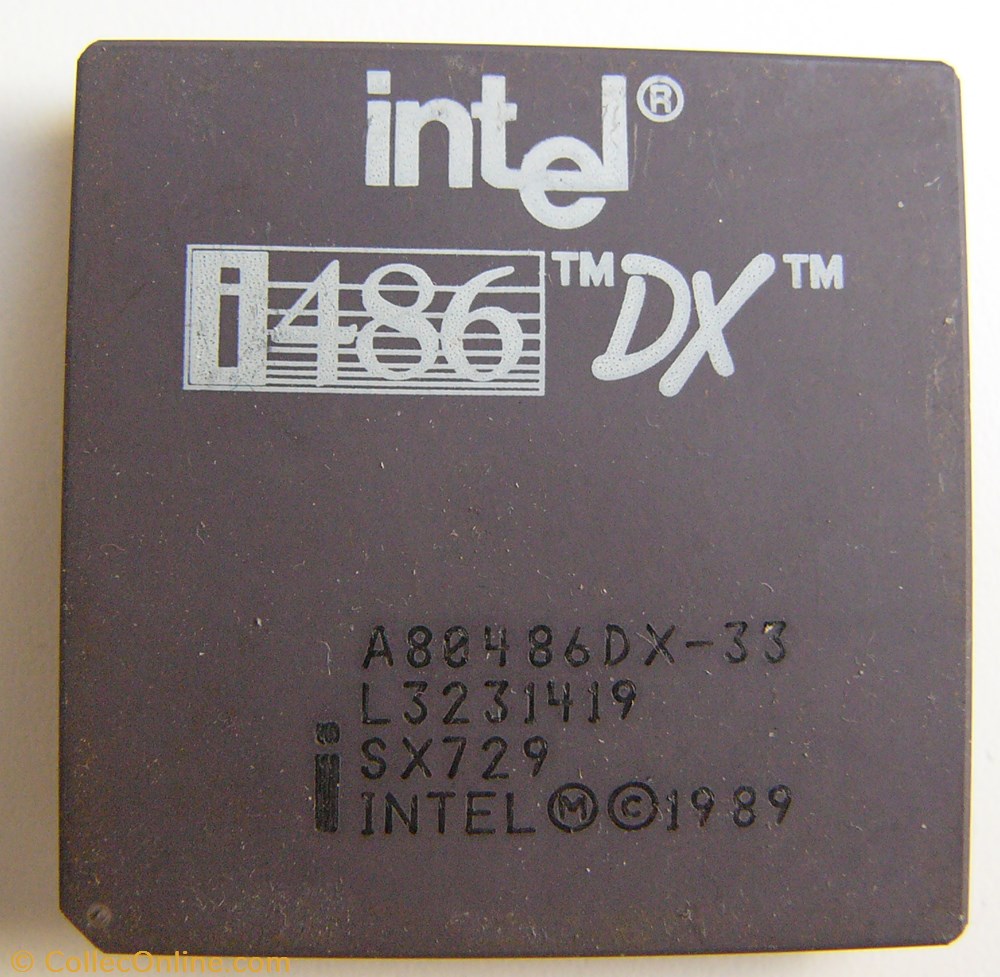 intel®
i486™ DX™
A80486DX-33
L3231419
i SX729
INTEL Ⓜ © 1989
© CollecOnline.com